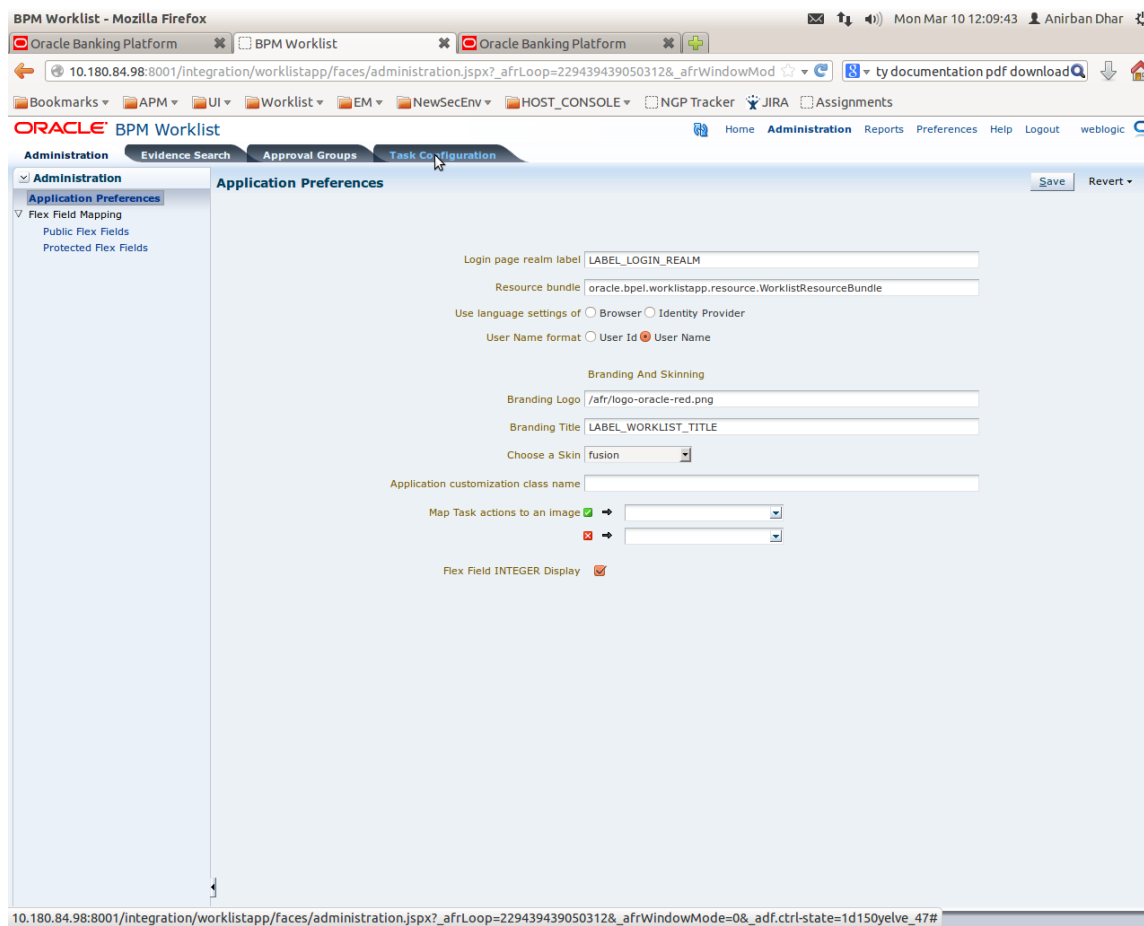 BPM Worklist - Mozilla Firefox Mon Mar 10 12:09:43 Anirban Dhar
Oracle Banking Platform BPM Worklist Oracle Banking Platform
10.180.84.98:8001/integration/worklistapp/faces/administration.jspx?_afrLoop=229439439050312&_afrWindowMod ty documentation pdf download
Bookmarks APM UI Worklist EM NewSecEnv HOST_CONSOLE NGP Tracker JIRA Assignments
ORACLE BPM Worklist Home Administration Reports Preferences Help Logout weblogic
Administration Evidence Search Approval Groups Task Configuration
Administration
Application Preferences
Flex Field Mapping
Public Flex Fields
Protected Flex Fields
Application Preferences Save Revert
Login page realm label LABEL_LOGIN_REALM
Resource bundle oracle.bpel.worklistapp.resource.WorklistResourceBundle
Use language settings of Browser Identity Provider
User Name format User Id User Name
Branding And Skinning
Branding Logo /afr/logo-oracle-red.png
Branding Title LABEL_WORKLIST_TITLE
Choose a Skin fusion
Application customization class name
Map Task actions to an image
Flex Field INTEGER Display
10.180.84.98:8001/integration/worklistapp/faces/administration.jspx?_afrLoop=229439439050312&_afrWindowMode=0&_adf.ctrl-state=1d150yelve_47#